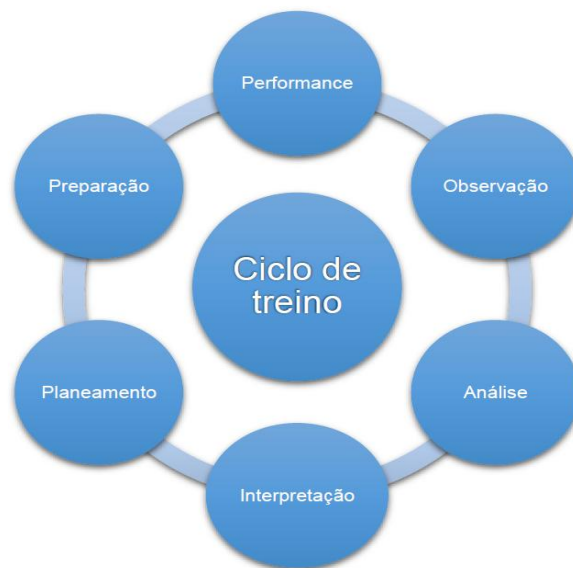 Performance
Observação
Análise
Interpretação
Planeamento
Preparação
Ciclo de
treino